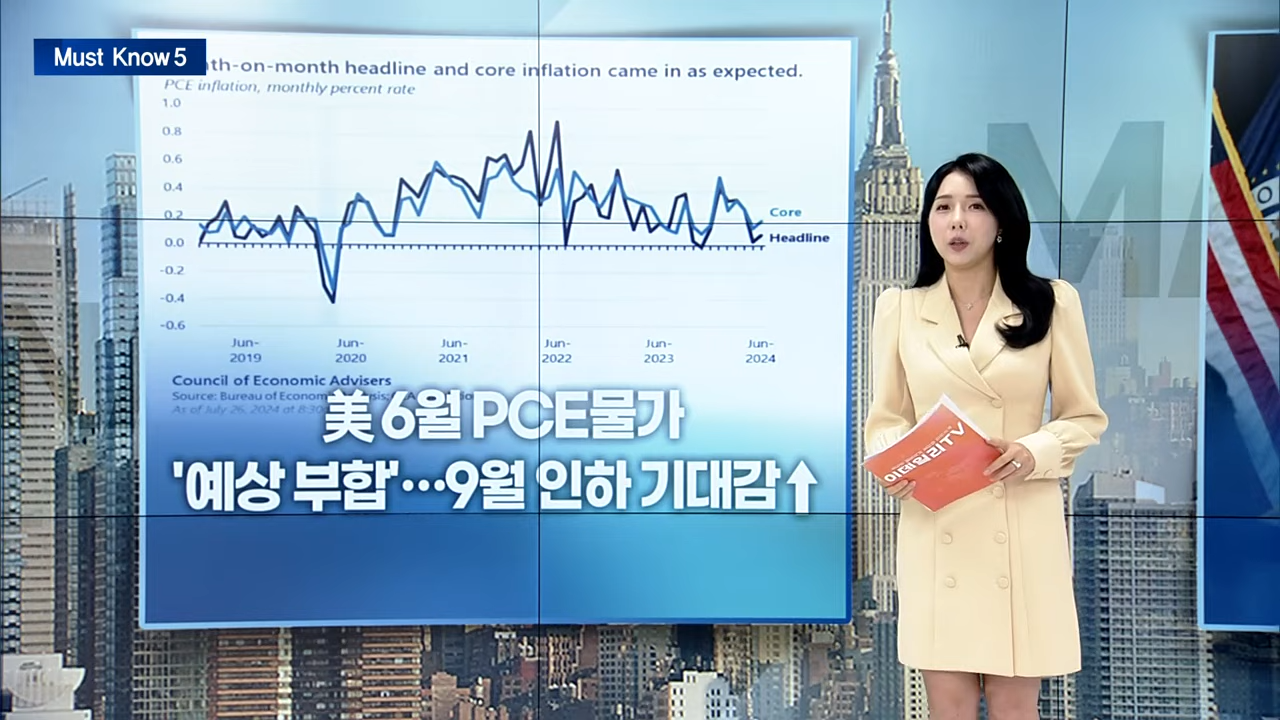 Must Know 5
th-on-month headline and core inflation came in as expected.
PCE inflation, monthly percent rate
1.0
0.8
0.6
0.4
0.2
0.0
-0.2
-0.4
-0.6
Core
Headline
Jun-2019
Jun-2020
Jun-2021
Jun-2022
Jun-2023
Jun-2024
Council of Economic Advisers
Source: Bureau of Econom
As of July 26, 2024 at 8:30
美 6월 PCE물가
'예상 부합'…9월 인하 기대감↑
MA
이데일리TV